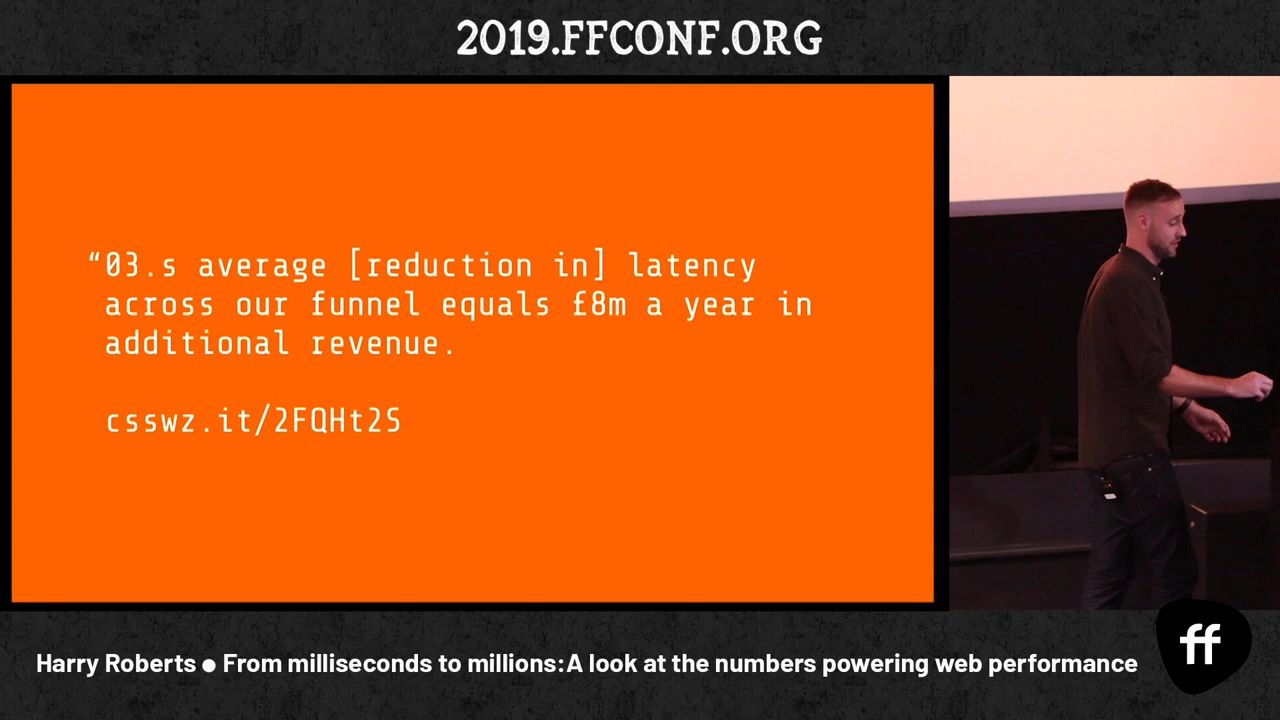 2019.FFCONF.ORG
“03.s average [reduction in] latency
across our funnel equals £8m a year in
additional revenue.
csswz.it/2FQHt2S
Harry Roberts ● From milliseconds to millions:A look at the numbers powering web performance
ff